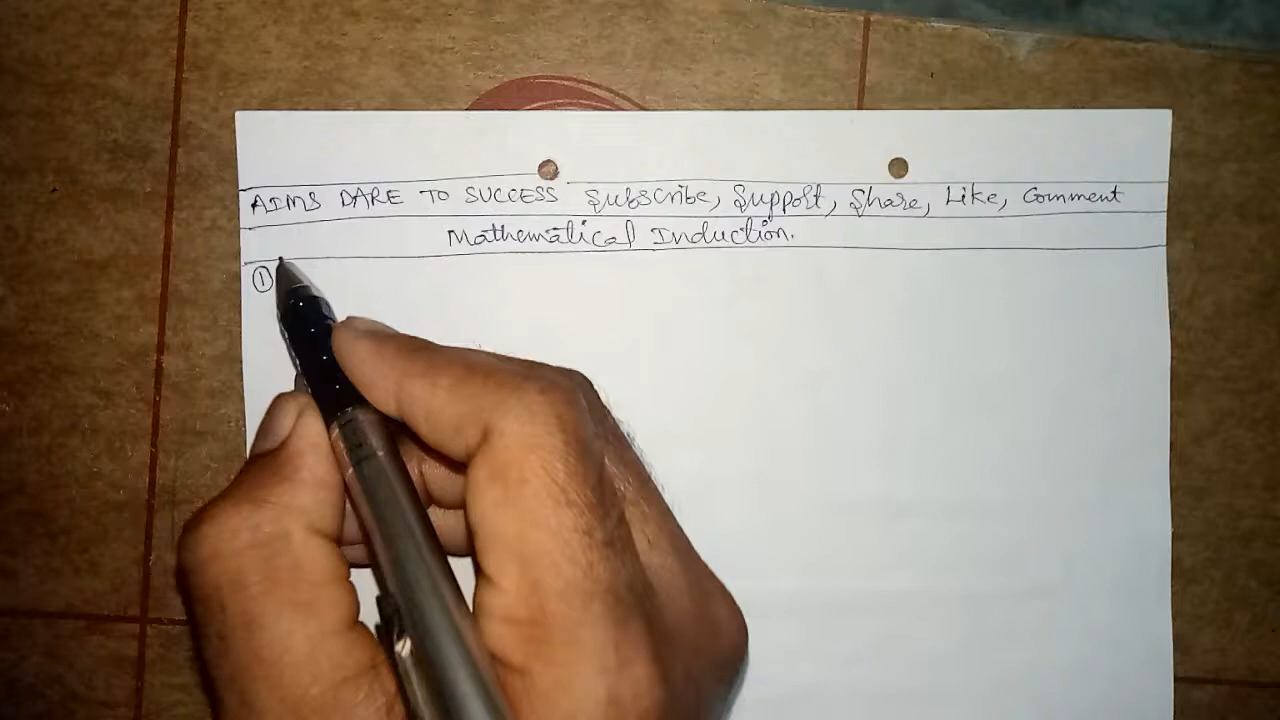 AIMS DARE TO SUCCESS Subscribe, Support, Share, Like, Comment
Mathematical Induction.
①